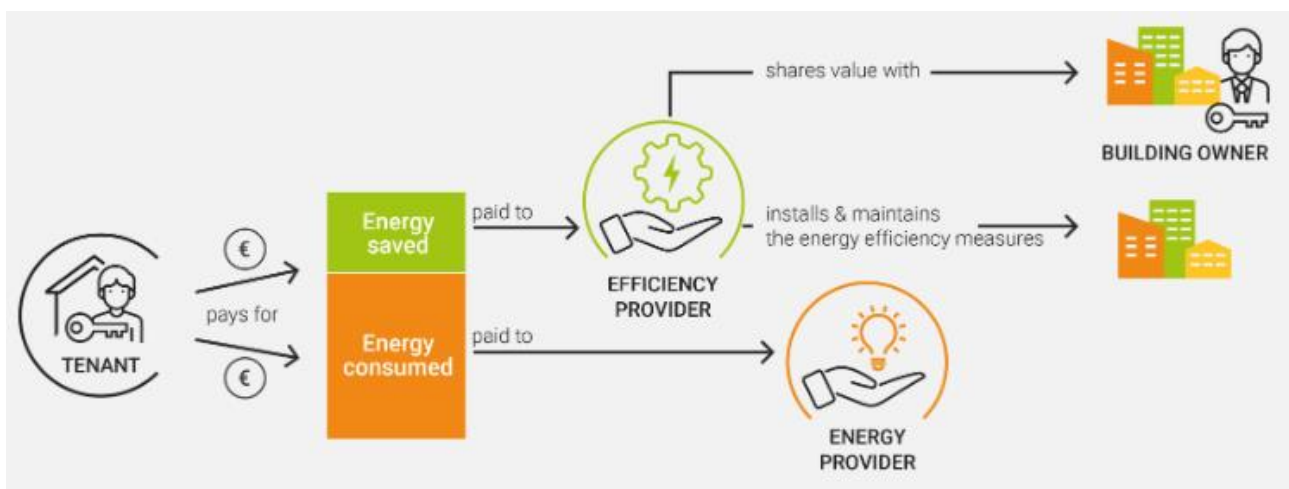 shares value with
BUILDING OWNER
Energy
saved
paid to
installs & maintains
the energy efficiency measures
EFFICIENCY
PROVIDER
€
pays for
€
TENANT
Energy
consumed
paid to
ENERGY
PROVIDER